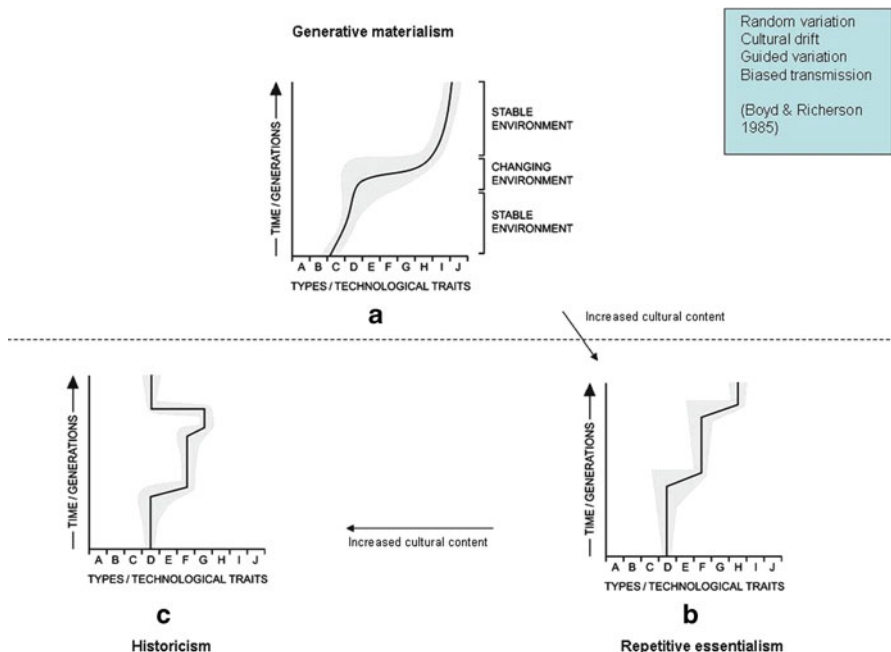 Generative materialism
Random variation
Cultural drift
Guided variation
Biased transmission
(Boyd & Richerson
1985)
TIME / GENERATIONS
STABLE
ENVIRONMENT
CHANGING
ENVIRONMENT
STABLE
ENVIRONMENT
A B C D E F G H I J
TYPES / TECHNOLOGICAL TRAITS
a
Increased cultural content
TIME / GENERATIONS
A B C D E F G H I J
TYPES / TECHNOLOGICAL TRAITS
c
Historicism
Increased cultural content
TIME / GENERATIONS
A B C D E F G H I J
TYPES / TECHNOLOGICAL TRAITS
b
Repetitive essentialism